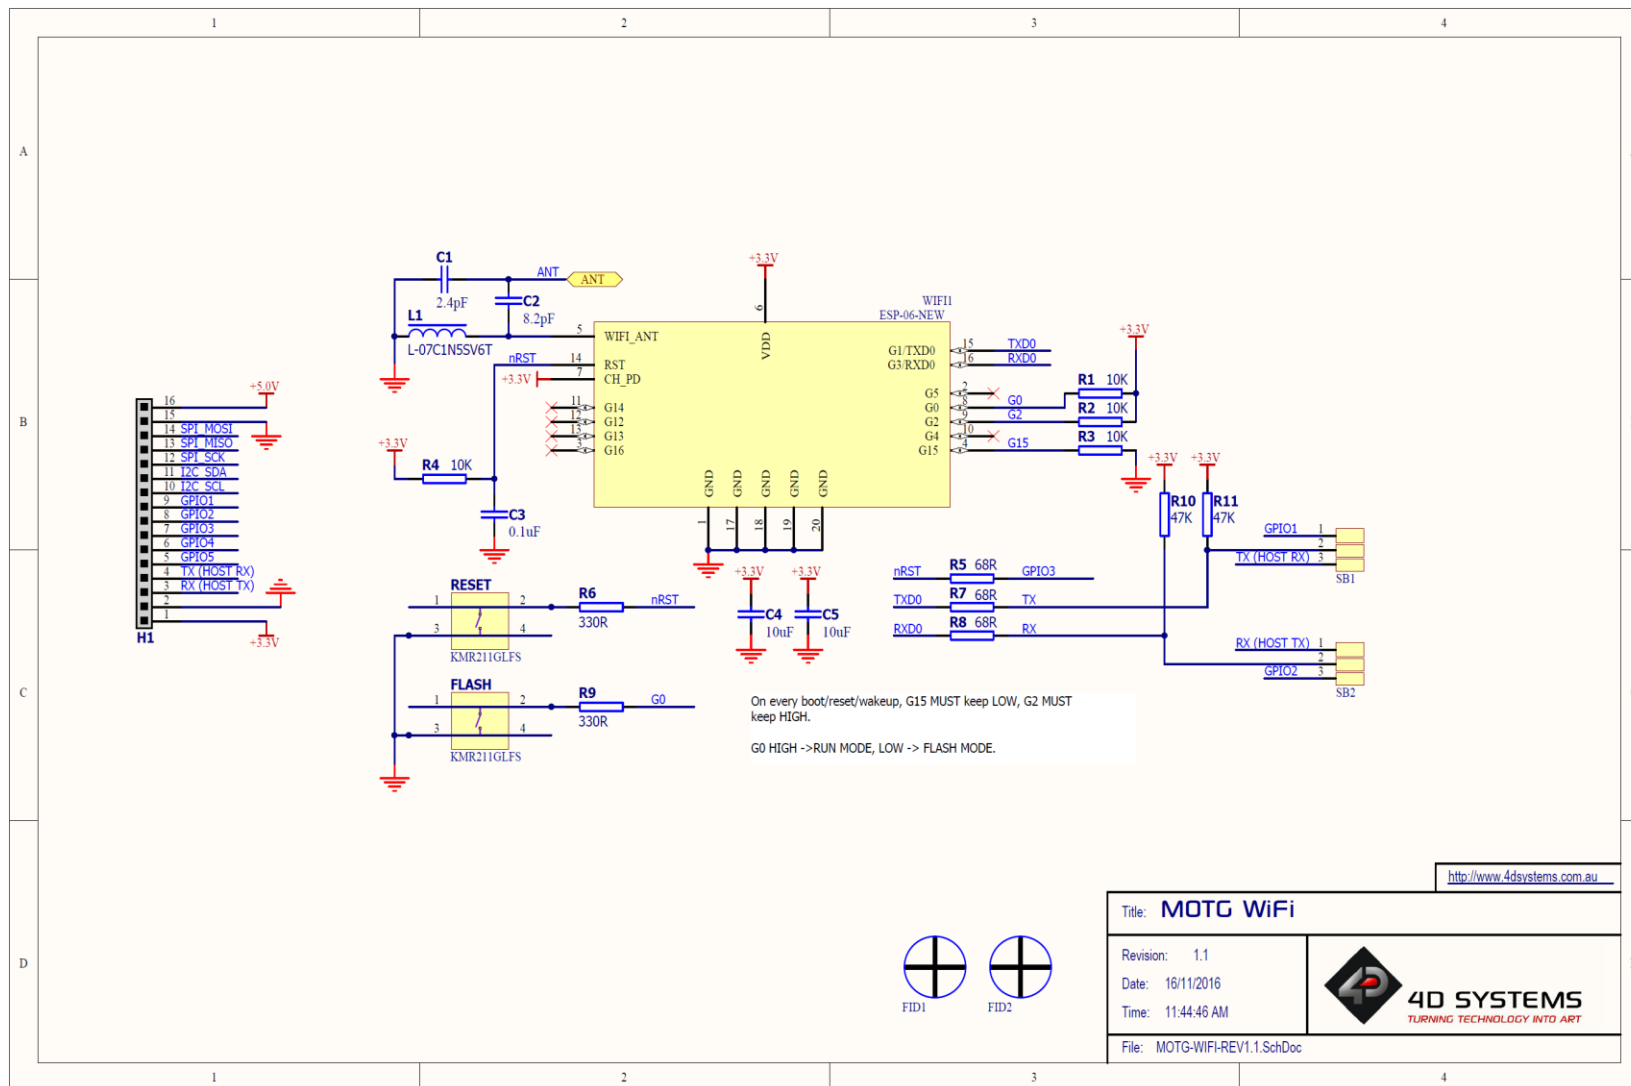 1 2 3 4
A
B
C
D
C1
2.4pF
ANT
ANT
C2
8.2pF
L1
L-07C1N5SV6T
nRST
+3.3V
+3.3V
R4 10K
C3
0.1uF
+3.3V
6
VDD
WIFI1
ESP-06-NEW
5 WIFI_ANT
14 RST
7 CH_PD
11 G14
12 G12
13 G13
3 G16
G1/TXD0 15 TXD0
G3/RXD0 16 RXD0
G5 2
G0 8 G0
G2 9 G2
G4 10
G15 4 G15
GND GND GND GND GND
1 17 18 19 20
+3.3V
R1 10K
R2 10K
R3 10K
+5.0V
16
15
14 SPI_MOSI
13 SPI_MISO
12 SPI_SCK
11 I2C_SDA
10 I2C_SCL
9 GPIO1
8 GPIO2
7 GPIO3
6 GPIO4
5 GPIO5
4 TX (HOST RX)
3 RX (HOST TX)
2
1
H1
+3.3V
+3.3V +3.3V
R10
47K
R11
47K
GPIO1 1
2
TX (HOST RX) 3
SB1
RX (HOST TX) 1
2
GPIO2 3
SB2
nRST R5 68R GPIO3
TXD0 R7 68R TX
RXD0 R8 68R RX
+3.3V +3.3V
C4
10uF
C5
10uF
RESET
1 2
3 4
KMR211GLFS
R6
330R
nRST
FLASH
1 2
3 4
KMR211GLFS
R9
330R
G0
On every boot/reset/wakeup, G15 MUST keep LOW, G2 MUST
keep HIGH.
G0 HIGH ->RUN MODE, LOW -> FLASH MODE.
FID1 FID2
http://www.4dsystems.com.au
Title: MOTG WiFi
Revision: 1.1
Date: 16/11/2016
Time: 11:44:46 AM
4D SYSTEMS
TURNING TECHNOLOGY INTO ART
File: MOTG-WIFI-REV1.1.SchDoc
1 2 3 4